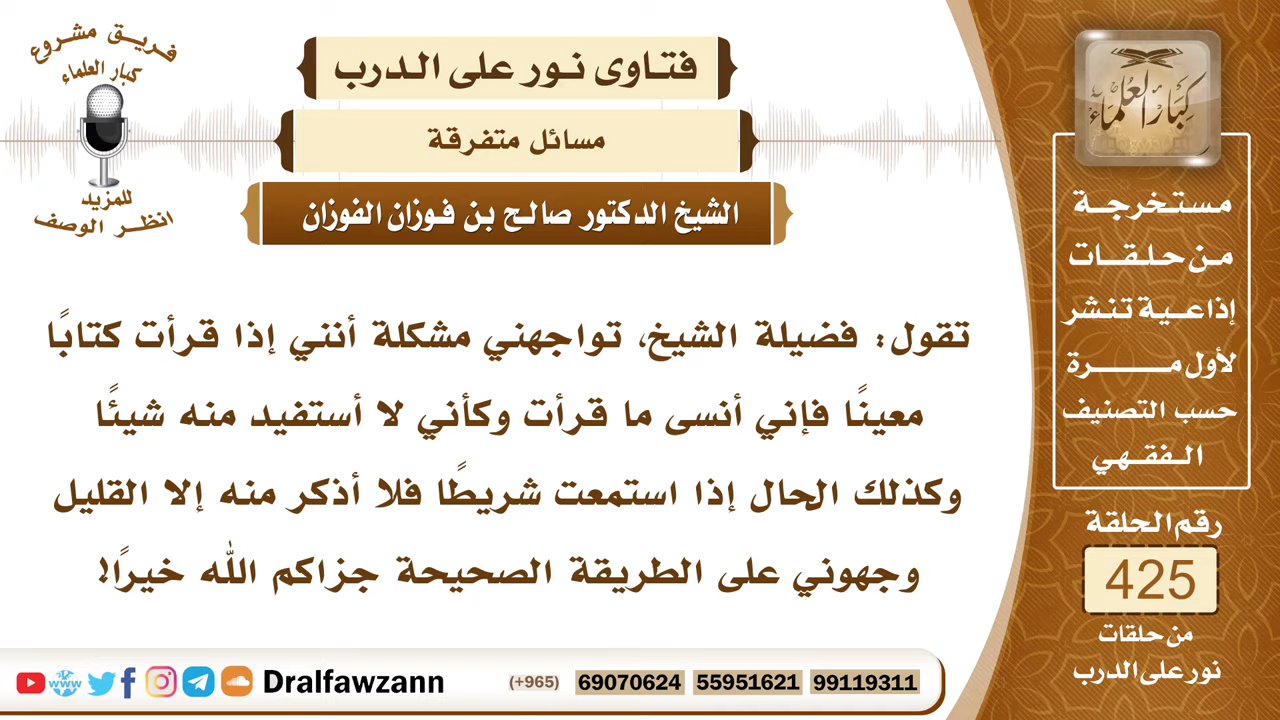 فريق مشروع
كبار العلماء
للمزيد
انظر الوصف
فتاوى نور على الدرب
مسائل متفرقة
الشيخ الدكتور صالح بن فوزان الفوزان
تقول: فضيلة الشيخ، تواجهني مشكلة أنني إذا قرأت كتابًا
معينًا فإني أنسى ما قرأت وكأني لا أستفيد منه شيئًا
وكذلك الحال إذا استمعت شريطًا فلا أذكر منه إلا القليل
وجهوني على الطريقة الصحيحة جزاكم الله خيرًا!
كبار العلماء
مستخرجة
من حلقات
إذاعية تنشر
لأول مرة
حسب التصنيف
الفقهي
رقم الحلقة
425
من حلقات
نور على الدرب
www Dralfawzann (+965) 69070624 55951621 99119311